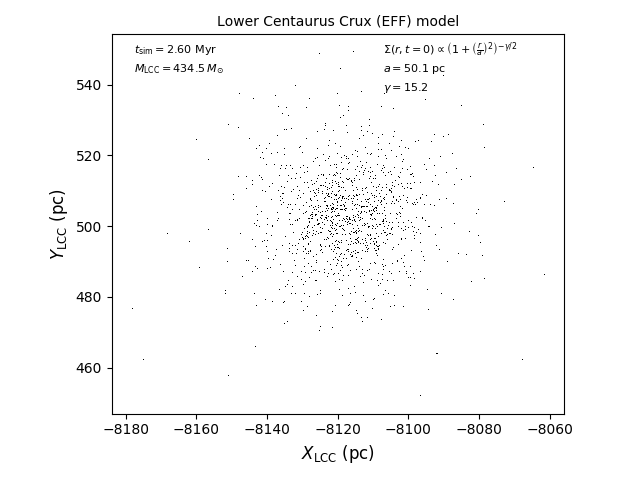 Lower Centaurus Crux (EFF) model
t_sim = 2.60 Myr
M_LCC = 434.5 M_⊙
Σ(r, t = 0) ∝ (1 + (r/a)²)^(−γ/2)
a = 50.1 pc
γ = 15.2
540
520
500
480
460
Y_LCC (pc)
−8180 −8160 −8140 −8120 −8100 −8080 −8060
X_LCC (pc)